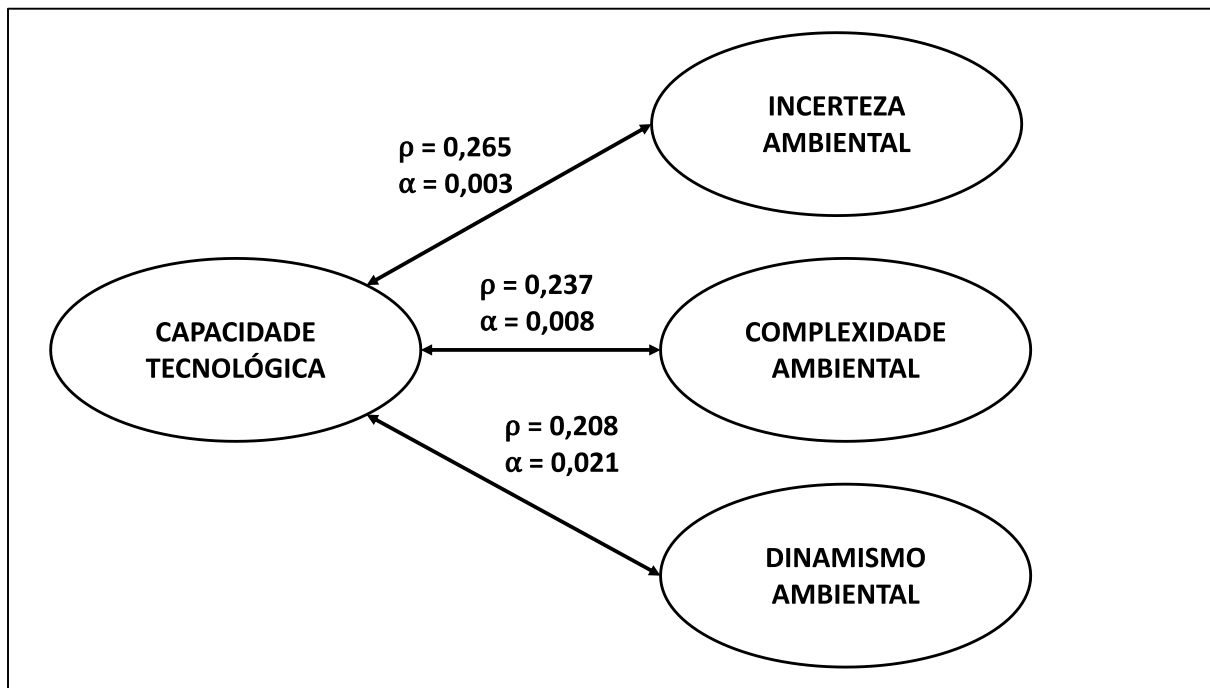 INCERTEZA
AMBIENTAL
ρ = 0,265
α = 0,003
ρ = 0,237
α = 0,008
CAPACIDADE
TECNOLÓGICA
COMPLEXIDADE
AMBIENTAL
ρ = 0,208
α = 0,021
DINAMISMO
AMBIENTAL